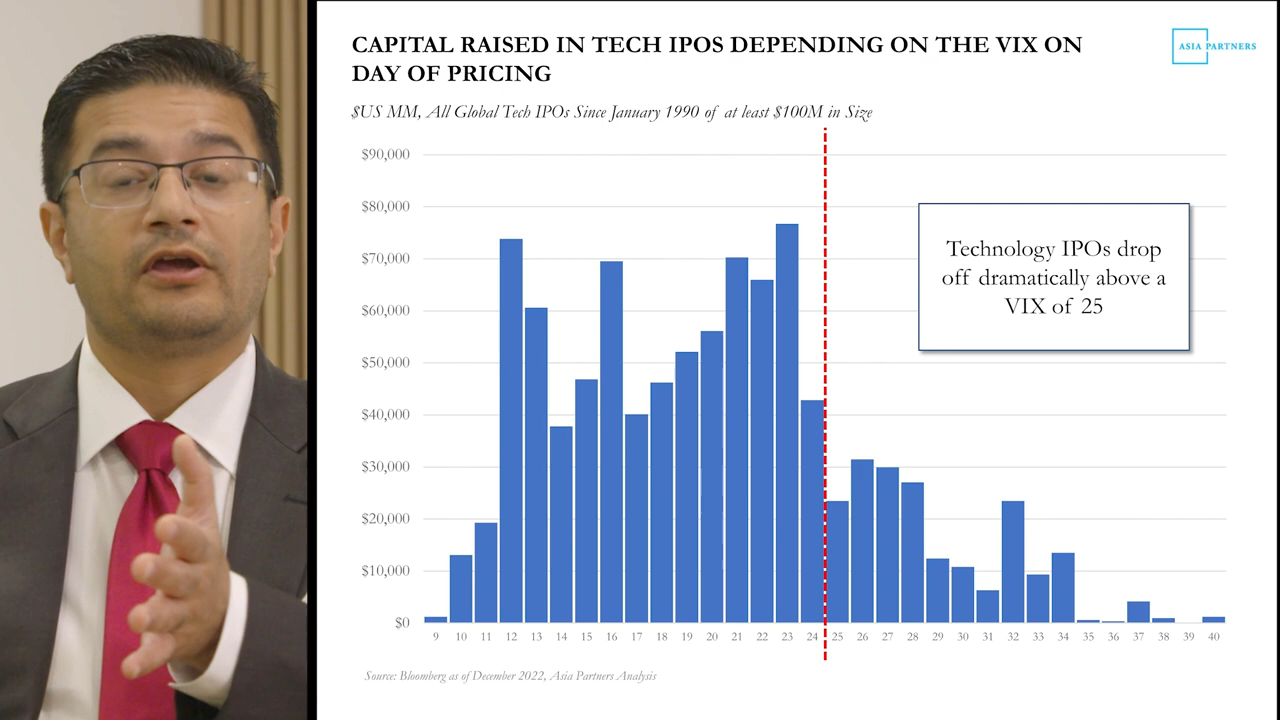 CAPITAL RAISED IN TECH IPOS DEPENDING ON THE VIX ON
DAY OF PRICING
ASIA PARTNERS
$US MM, All Global Tech IPOs Since January 1990 of at least $100M in Size
$90,000
$80,000
$70,000
$60,000
$50,000
$40,000
$30,000
$20,000
$10,000
$0
Technology IPOs drop
off dramatically above a
VIX of 25
9 10 11 12 13 14 15 16 17 18 19 20 21 22 23 24 25 26 27 28 29 30 31 32 33 34 35 36 37 38 39 40
Source: Bloomberg as of December 2022, Asia Partners Analysis